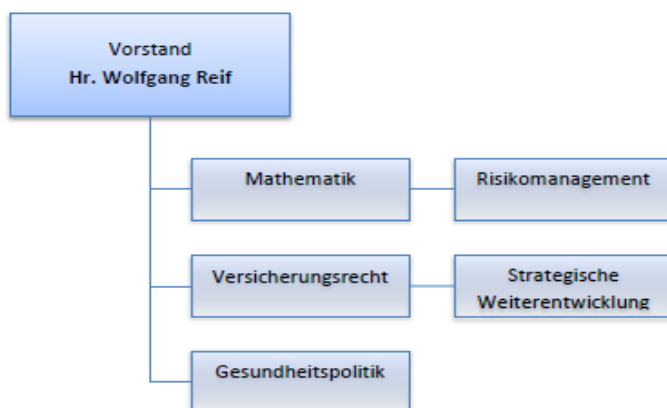 Vorstand
Hr. Wolfgang Reif
Mathematik
Risikomanagement
Versicherungsrecht
Strategische
Weiterentwicklung
Gesundheitspolitik